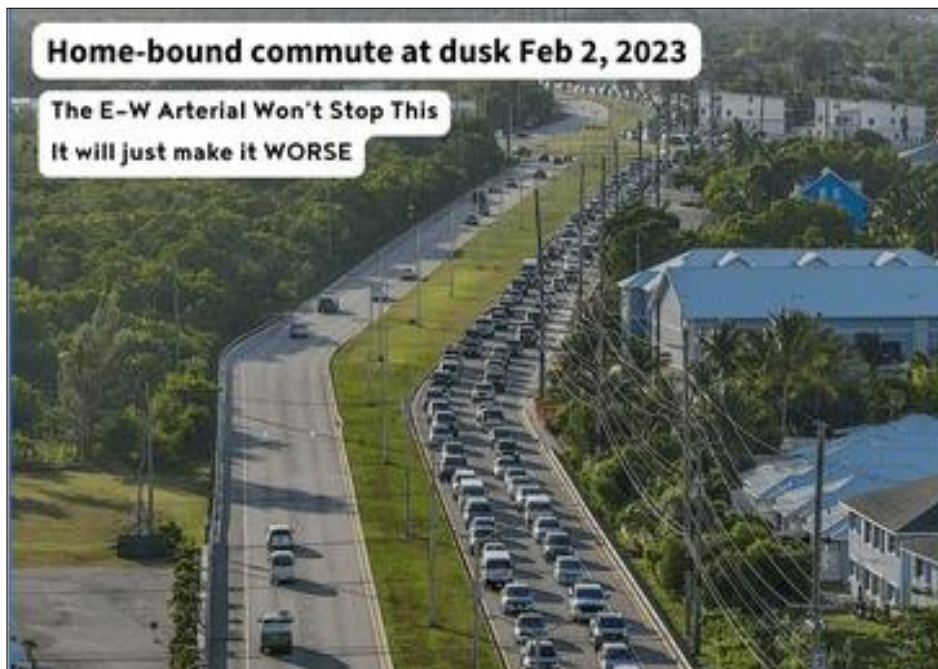 Home-bound commute at dusk Feb 2, 2023
The E-W Arterial Won't Stop This
It will just make it WORSE